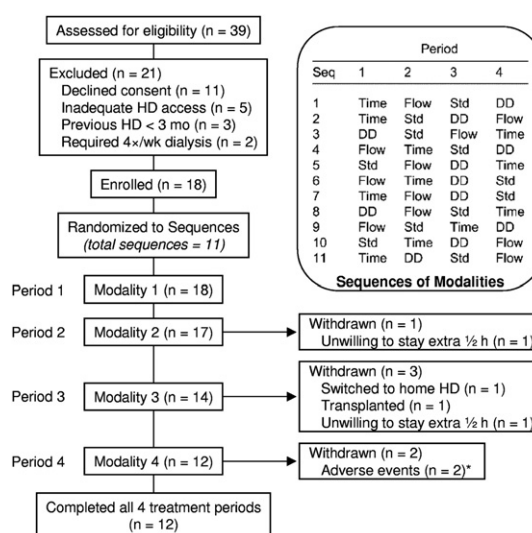 Assessed for eligibility (n = 39)
Excluded (n = 21)
Declined consent (n = 11)
Inadequate HD access (n = 5)
Previous HD < 3 mo (n = 3)
Required 4×/wk dialysis (n = 2)
Enrolled (n = 18)
Randomized to Sequences
(total sequences = 11)
Period
Seq 1 2 3 4
1 Time Flow Std DD
2 Time Std DD Flow
3 DD Std Flow Time
4 Flow Time Std DD
5 Std Flow DD Time
6 Flow Time DD Std
7 Time Flow DD Std
8 DD Flow Std Time
9 Flow Std Time DD
10 Std Time DD Flow
11 Time DD Std Flow
Sequences of Modalities
Period 1 Modality 1 (n = 18)
Period 2 Modality 2 (n = 17)
Withdrawn (n = 1)
Unwilling to stay extra ½ h (n = 1)
Period 3 Modality 3 (n = 14)
Withdrawn (n = 3)
Switched to home HD (n = 1)
Transplanted (n = 1)
Unwilling to stay extra ½ h (n = 1)
Period 4 Modality 4 (n = 12)
Withdrawn (n = 2)
Adverse events (n = 2)*
Completed all 4 treatment periods
(n = 12)